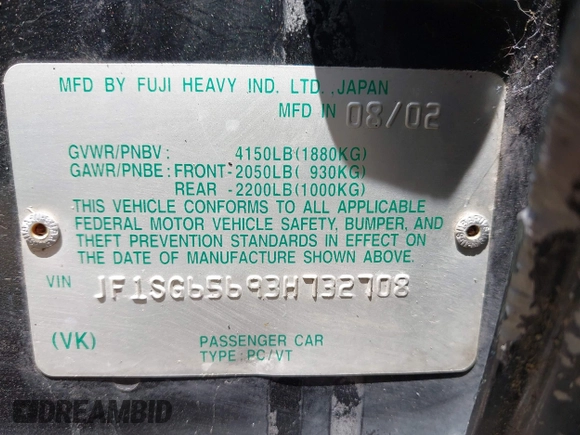 MFD BY FUJI HEAVY IND. LTD. JAPAN
MFD IN 08/02
GVWR/PNBV : 4150LB(1880KG)
GAWR/PNBE : FRONT-2050LB( 930KG)
REAR -2200LB(1000KG)
THIS VEHICLE CONFORMS TO ALL APPLICABLE
FEDERAL MOTOR VEHICLE SAFETY, BUMPER, AND
THEFT PREVENTION STANDARDS IN EFFECT ON
THE DATE OF MANUFACTURE SHOWN ABOVE.
VIN JF1SG65693H732708
(VK) PASSENGER CAR
TYPE:PC/VT
DREAMBID